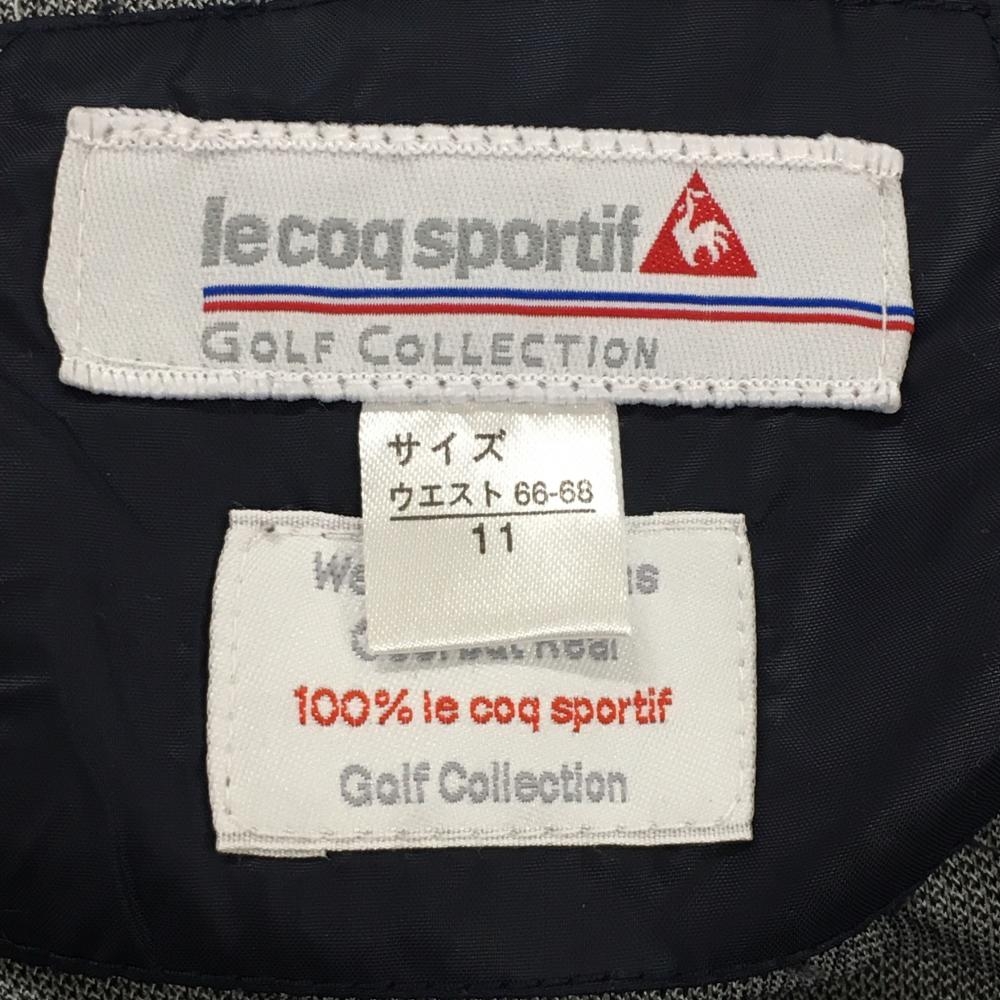 le coq sportif
GOLF COLLECTION
サイズ
ウエスト 66-68
11
100% le coq sportif
Golf Collection